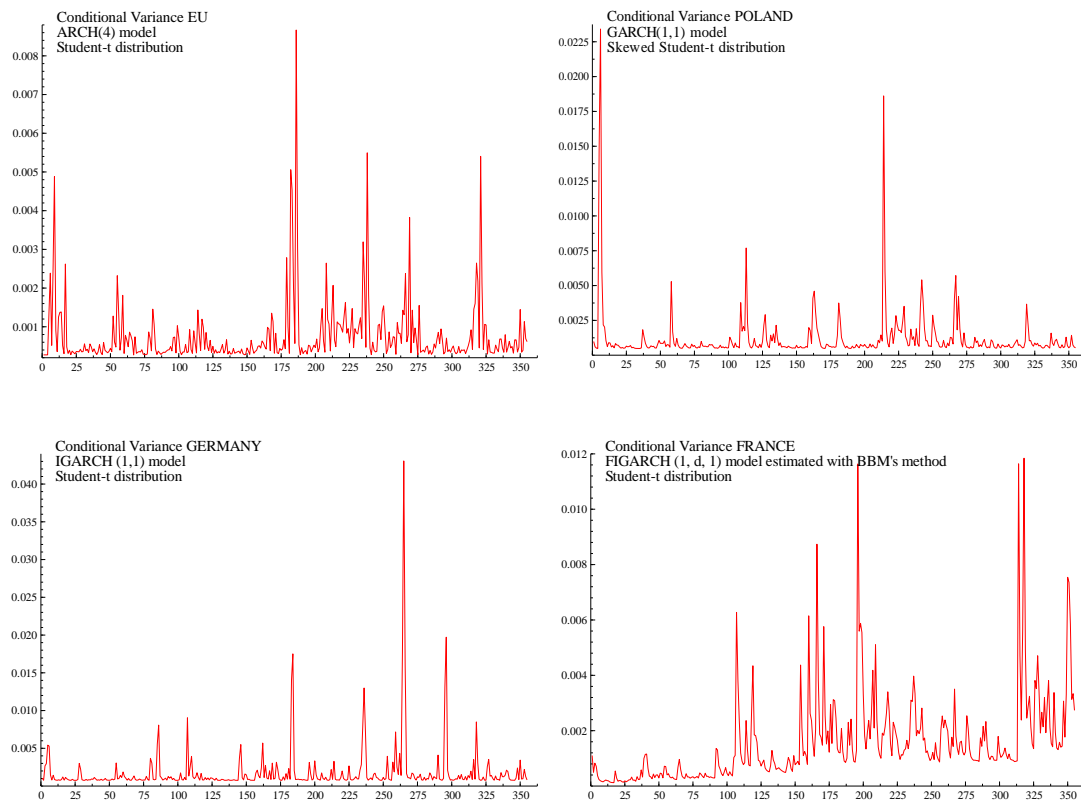 Conditional Variance EU
ARCH(4) model
Student-t distribution
0.008
0.007
0.006
0.005
0.004
0.003
0.002
0.001
0 25 50 75 100 125 150 175 200 225 250 275 300 325 350
Conditional Variance POLAND
GARCH(1,1) model
Skewed Student-t distribution
0.0225
0.0200
0.0175
0.0150
0.0125
0.0100
0.0075
0.0050
0.0025
0 25 50 75 100 125 150 175 200 225 250 275 300 325 350
Conditional Variance GERMANY
IGARCH (1,1) model
Student-t distribution
0.040
0.035
0.030
0.025
0.020
0.015
0.010
0.005
0 25 50 75 100 125 150 175 200 225 250 275 300 325 350
Conditional Variance FRANCE
FIGARCH (1, d, 1) model estimated with BBM's method
Student-t distribution
0.012
0.010
0.008
0.006
0.004
0.002
0 25 50 75 100 125 150 175 200 225 250 275 300 325 350